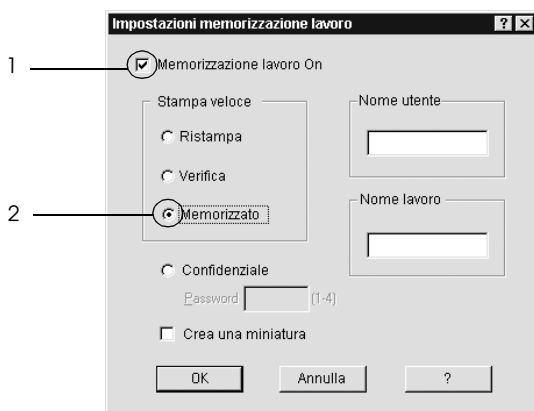 Impostazioni memorizzazione lavoro ? ×
1
Memorizzazione lavoro On
Stampa veloce
Nome utente
Ristampa
Verifica
Nome lavoro
2
Memorizzato
Confidenziale
Password [1-4]
Crea una miniatura
OK Annulla ?